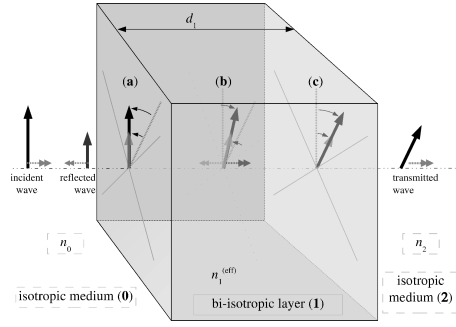 d₁
(a)
(b)
(c)
incident
wave
reflected
wave
transmitted
wave
n₀
n₂
n₁⁽ᵉᶠᶠ⁾
isotropic medium (0)
bi-isotropic layer (1)
isotropic
medium (2)